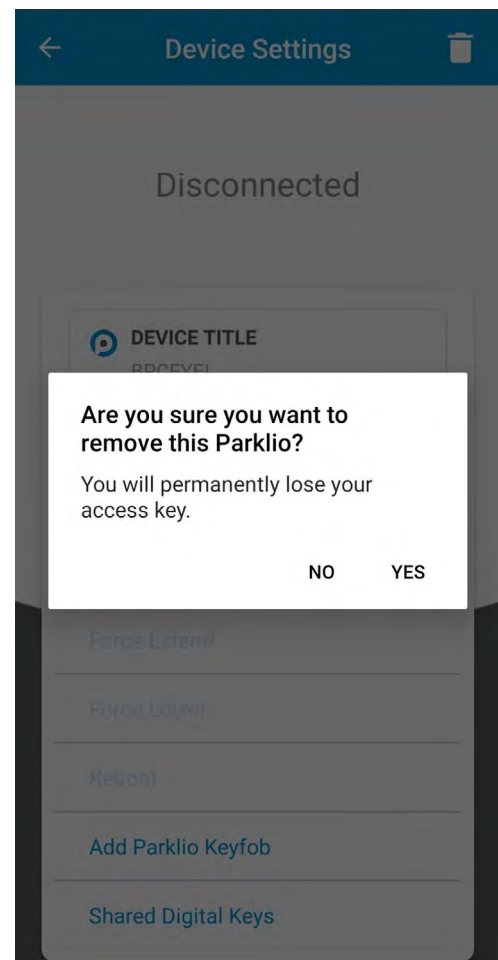 Device Settings
Disconnected
DEVICE TITLE
Are you sure you want to
remove this Parklio?
You will permanently lose your
access key.
NO YES
Force Extend
Force Lower
Reboot
Add Parklio Keyfob
Shared Digital Keys